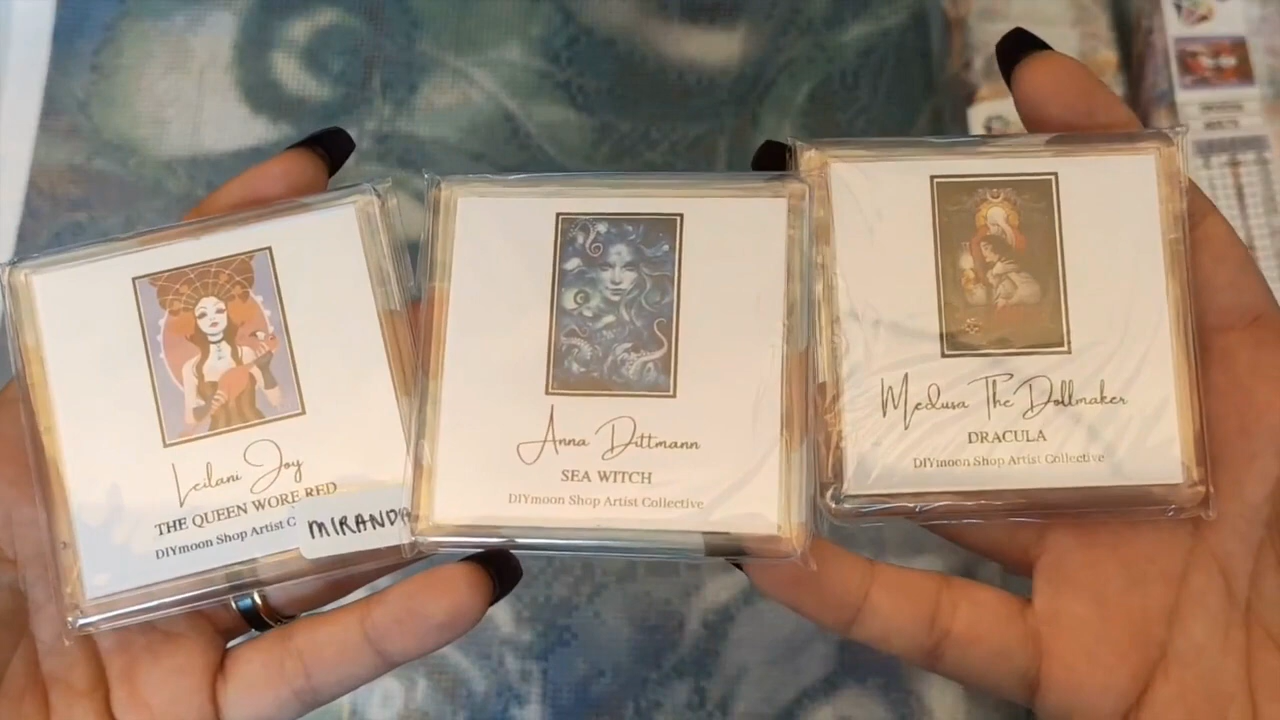 Leilani Joy
THE QUEEN WORE RED
DIYmoon Shop Artist C
MIRANDA
Anna Dittmann
SEA WITCH
DIYmoon Shop Artist Collective
Medusa The Dollmaker
DRACULA
DIYmoon Shop Artist Collective